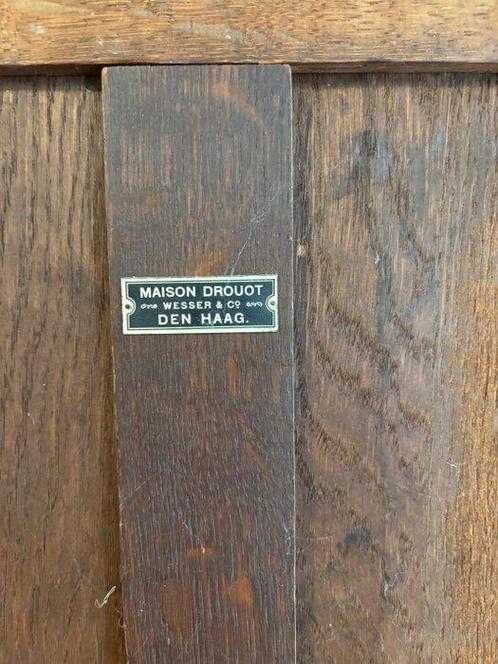 MAISON DROUOT
WESSER & Co
DEN HAAG.